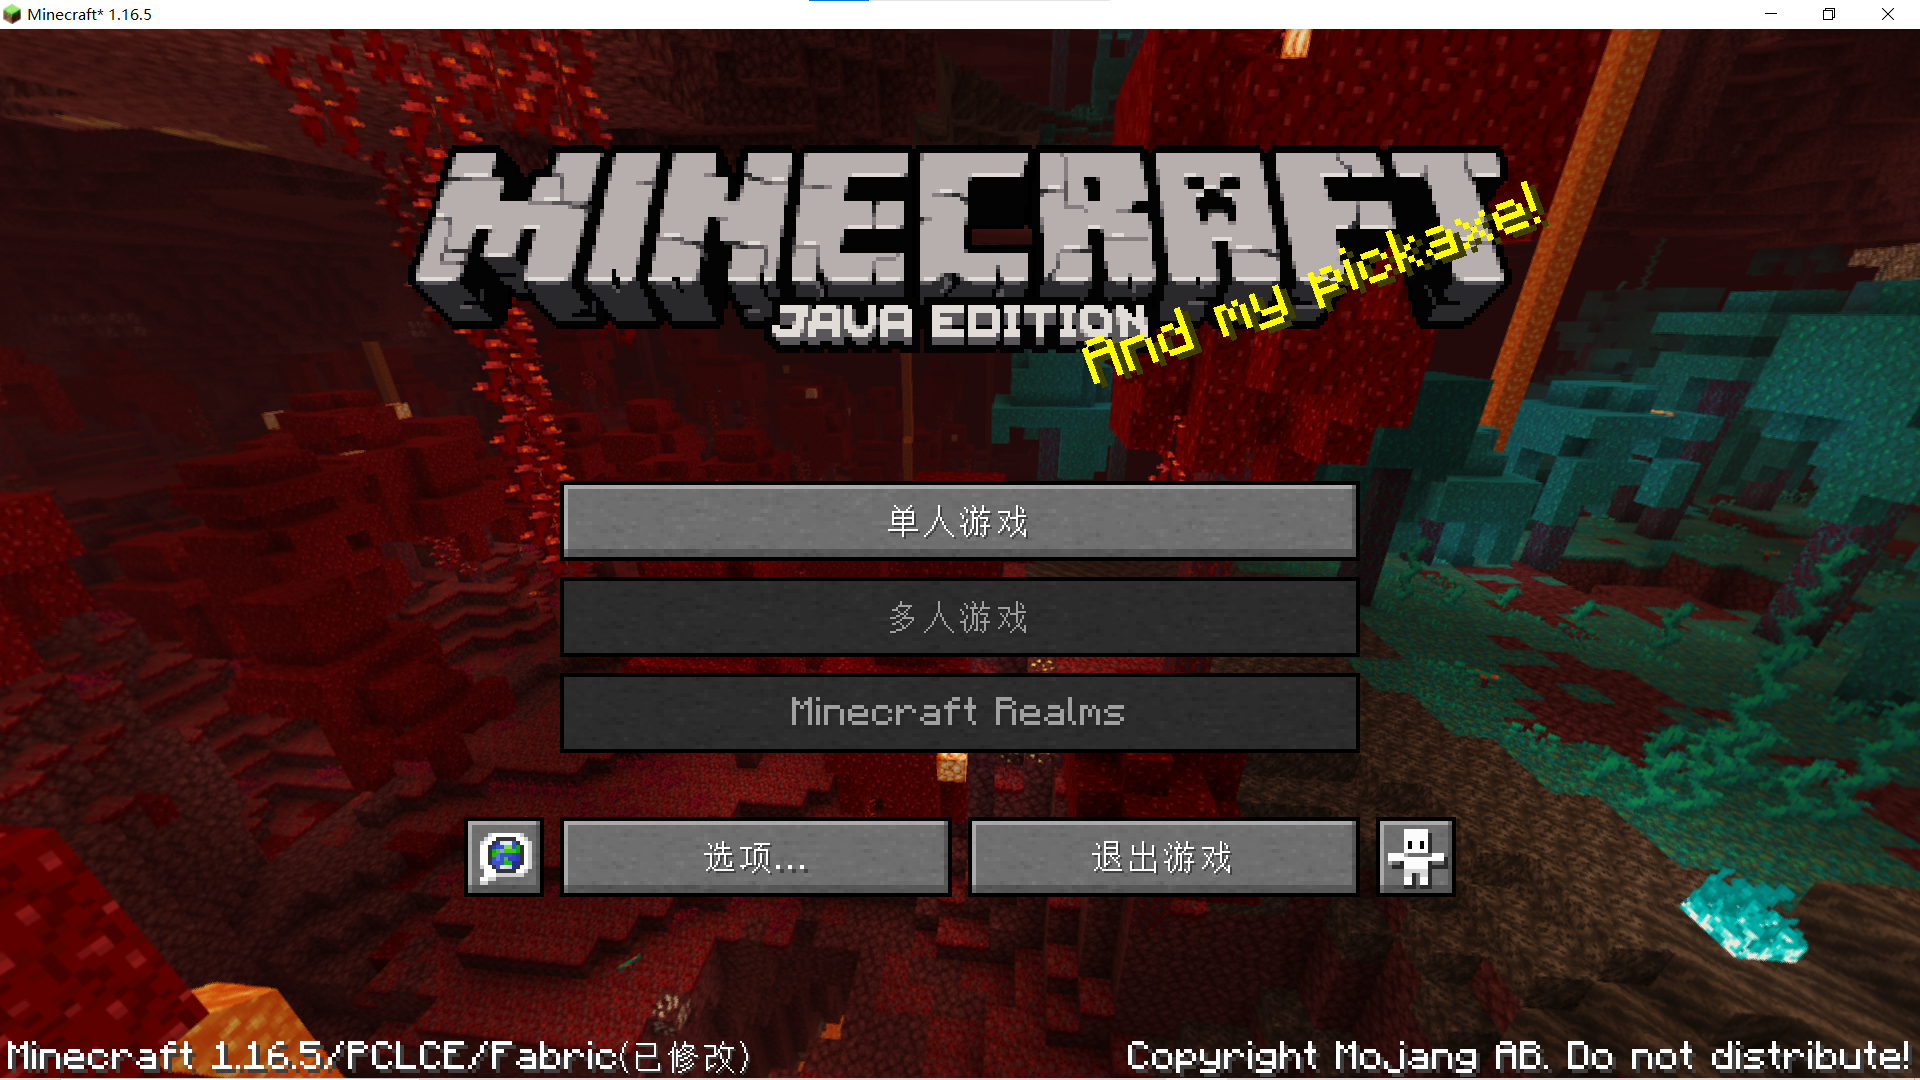 Minecraft* 1.16.5
MINECRAFT
JAVA EDITION
And my pickaxe!
单人游戏
多人游戏
Minecraft Realms
选项...
退出游戏
Minecraft 1.16.5/PCLCE/Fabric(已修改)
Copyright Mojang AB. Do not distribute!